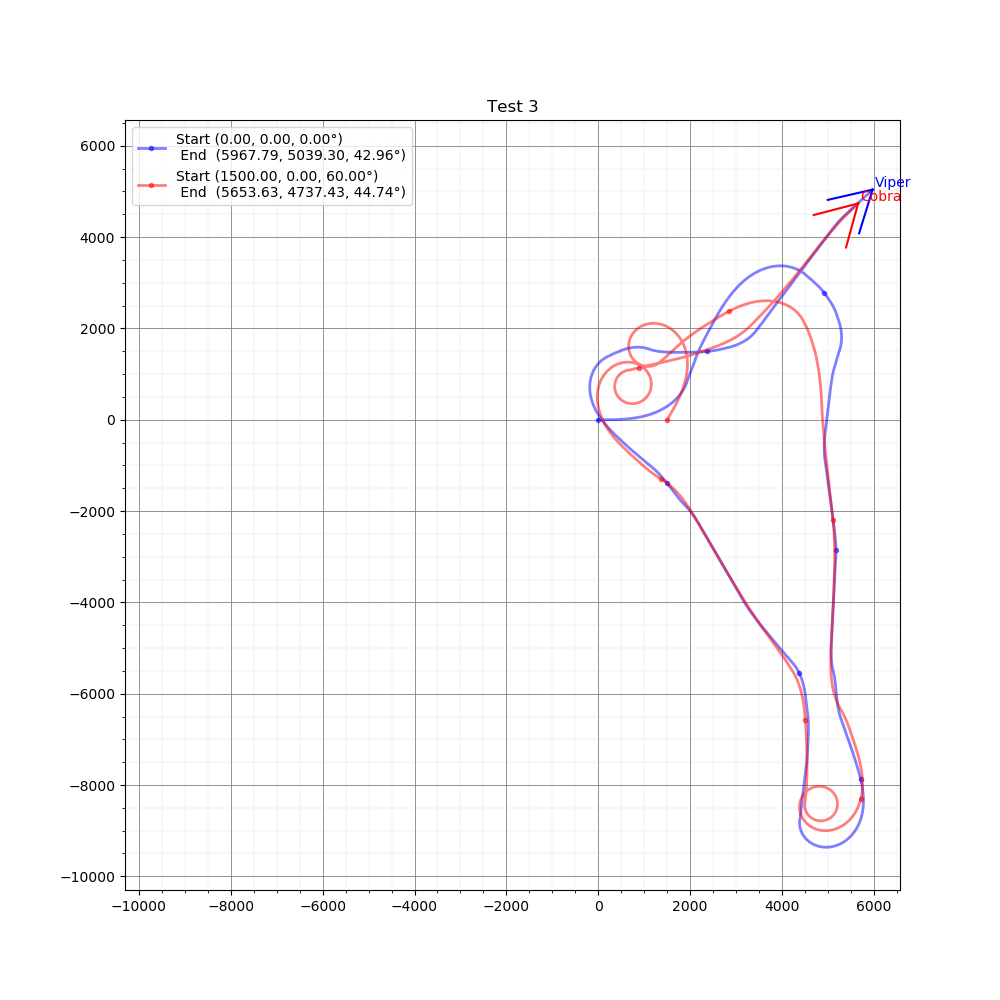 Test 3
Start (0.00, 0.00, 0.00°)
End  (5967.79, 5039.30, 42.96°)
Start (1500.00, 0.00, 60.00°)
End  (5653.63, 4737.43, 44.74°)
Viper
Cobra
6000
4000
2000
0
−2000
−4000
−6000
−8000
−10000
−10000 −8000 −6000 −4000 −2000 0 2000 4000 6000